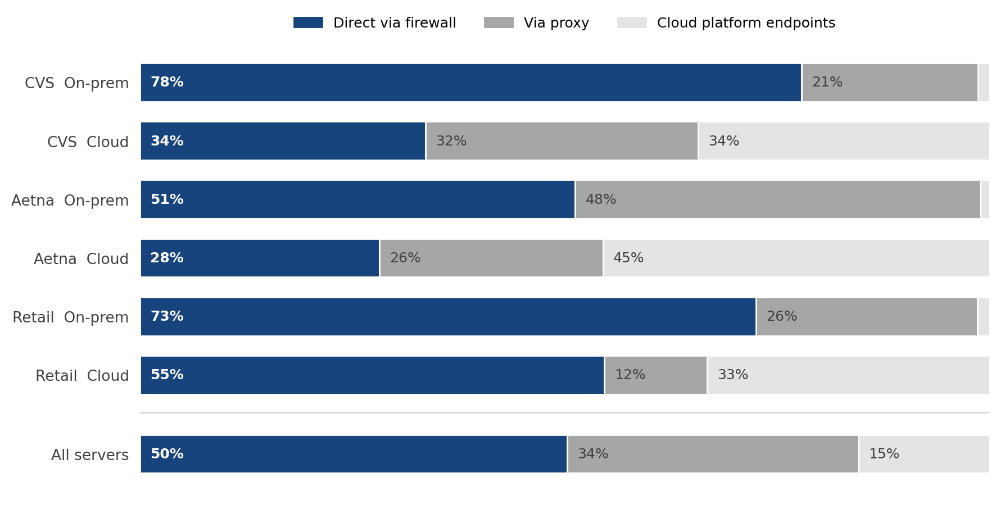 Direct via firewall Via proxy Cloud platform endpoints
CVS On-prem 78% 21%
CVS Cloud 34% 32% 34%
Aetna On-prem 51% 48%
Aetna Cloud 28% 26% 45%
Retail On-prem 73% 26%
Retail Cloud 55% 12% 33%
All servers 50% 34% 15%